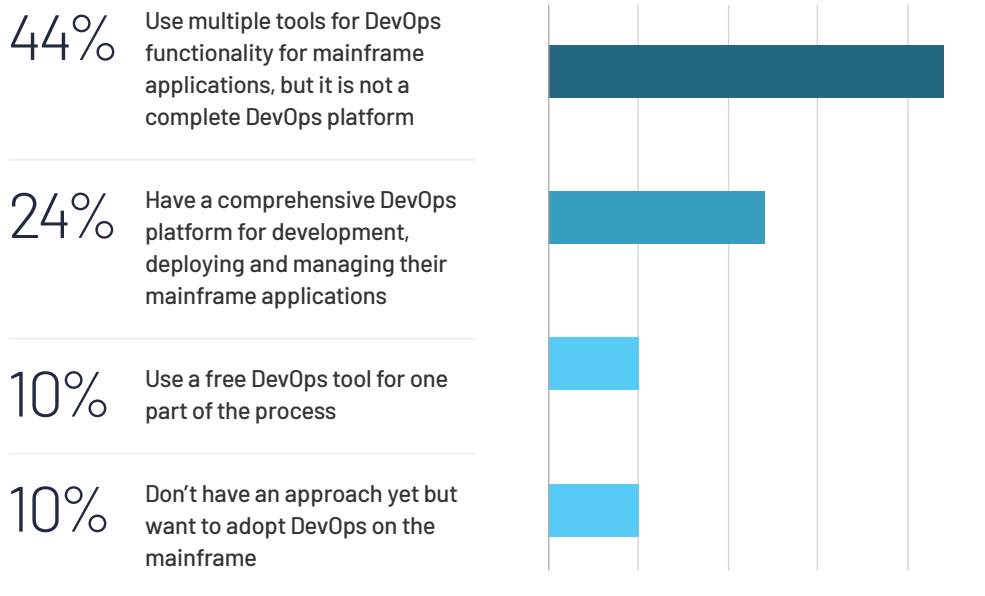 44%
Use multiple tools for DevOps
functionality for mainframe
applications, but it is not a
complete DevOps platform
24%
Have a comprehensive DevOps
platform for development,
deploying and managing their
mainframe applications
10%
Use a free DevOps tool for one
part of the process
10%
Don’t have an approach yet but
want to adopt DevOps on the
mainframe